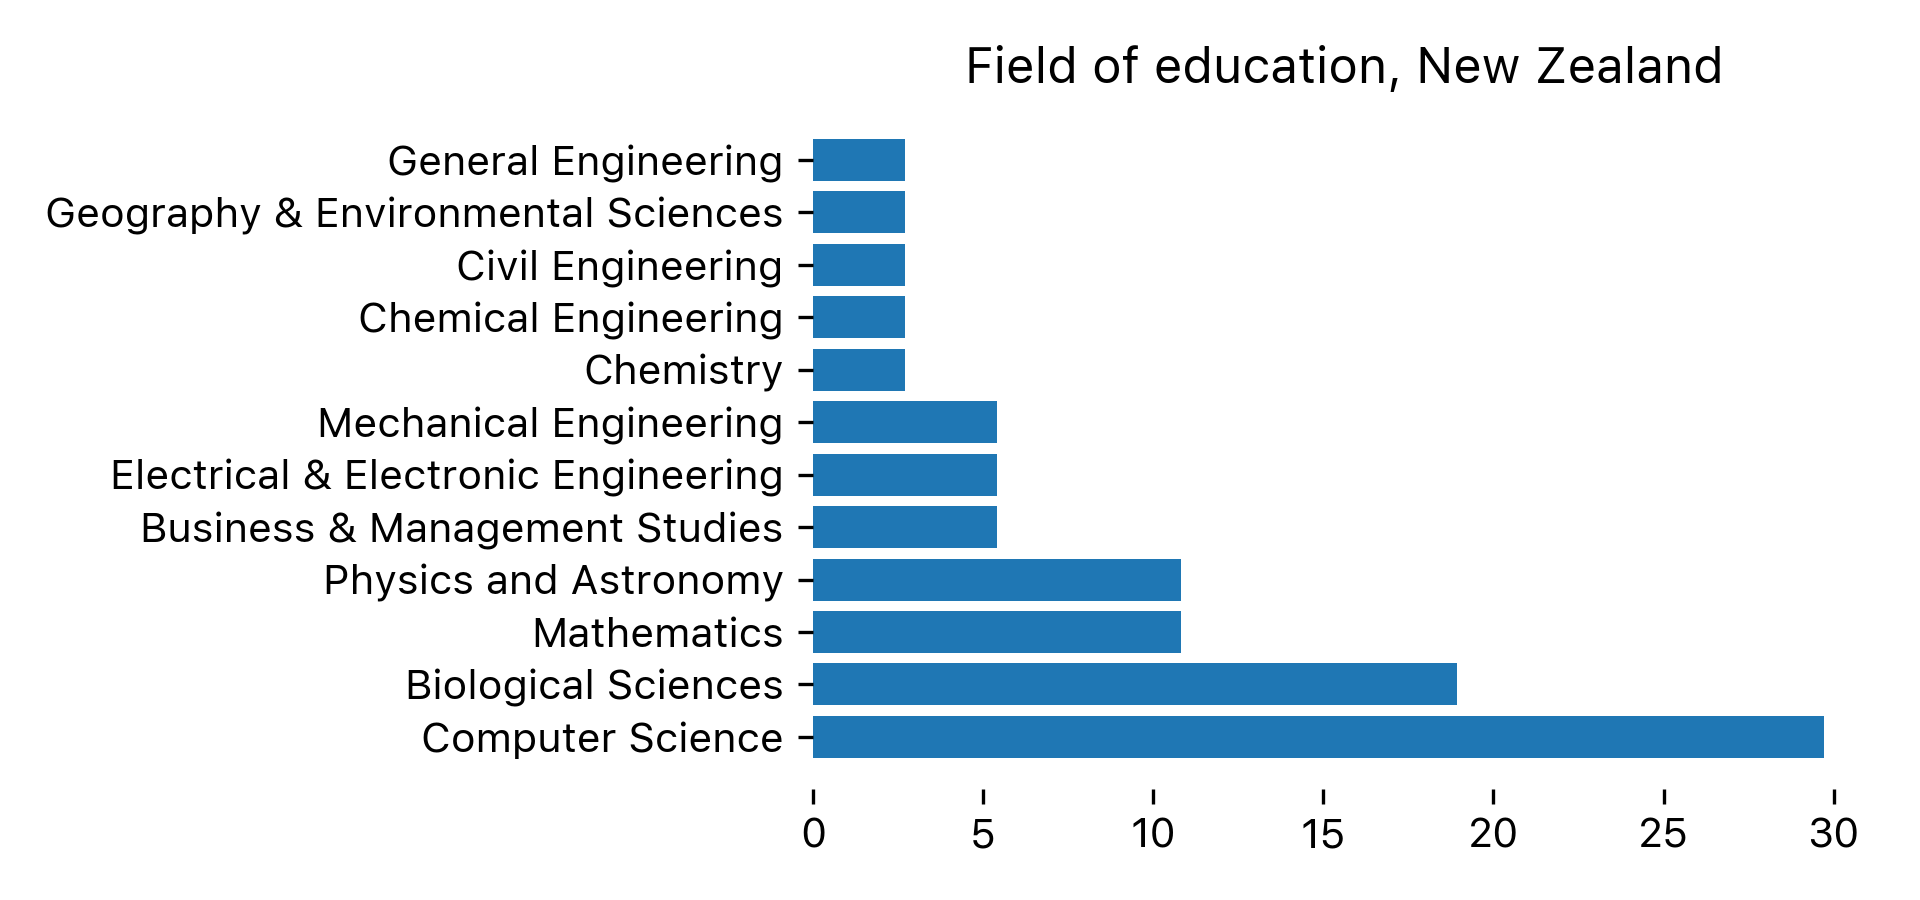 Field of education, New Zealand
General Engineering
Geography & Environmental Sciences
Civil Engineering
Chemical Engineering
Chemistry
Mechanical Engineering
Electrical & Electronic Engineering
Business & Management Studies
Physics and Astronomy
Mathematics
Biological Sciences
Computer Science
0 5 10 15 20 25 30